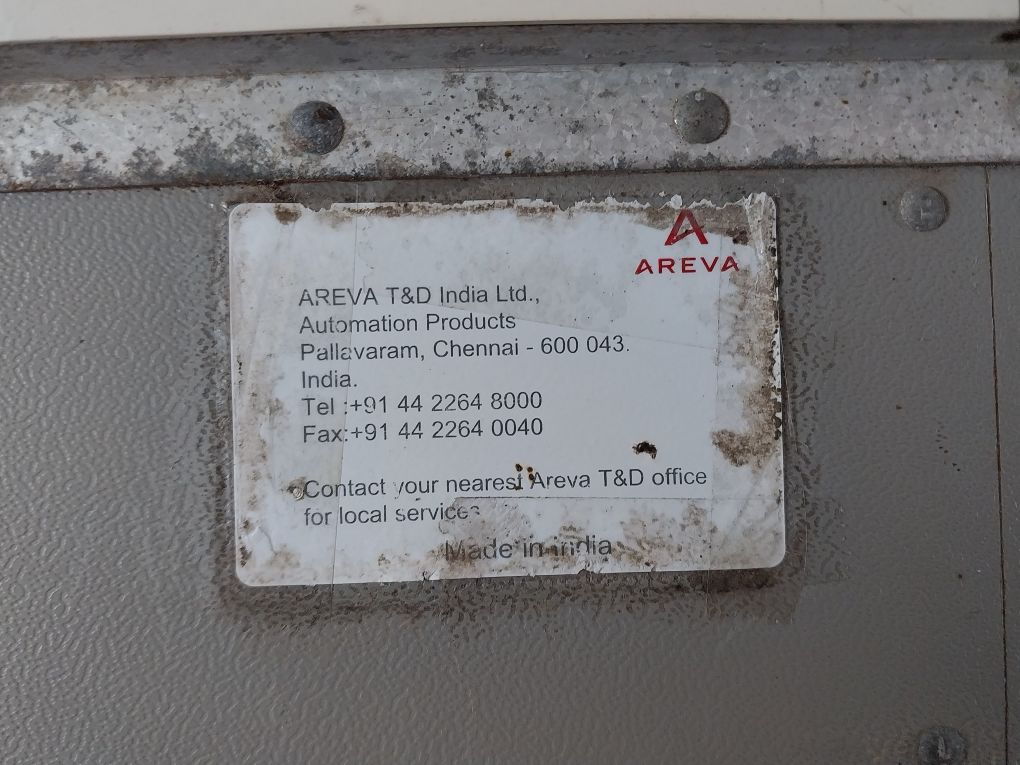 AREVA
AREVA T&D India Ltd.,
Automation Products
Pallavaram, Chennai - 600 043.
India.
Tel :+91 44 2264 8000
Fax:+91 44 2264 0040
Contact your nearest Areva T&D office
for local services
Made in india